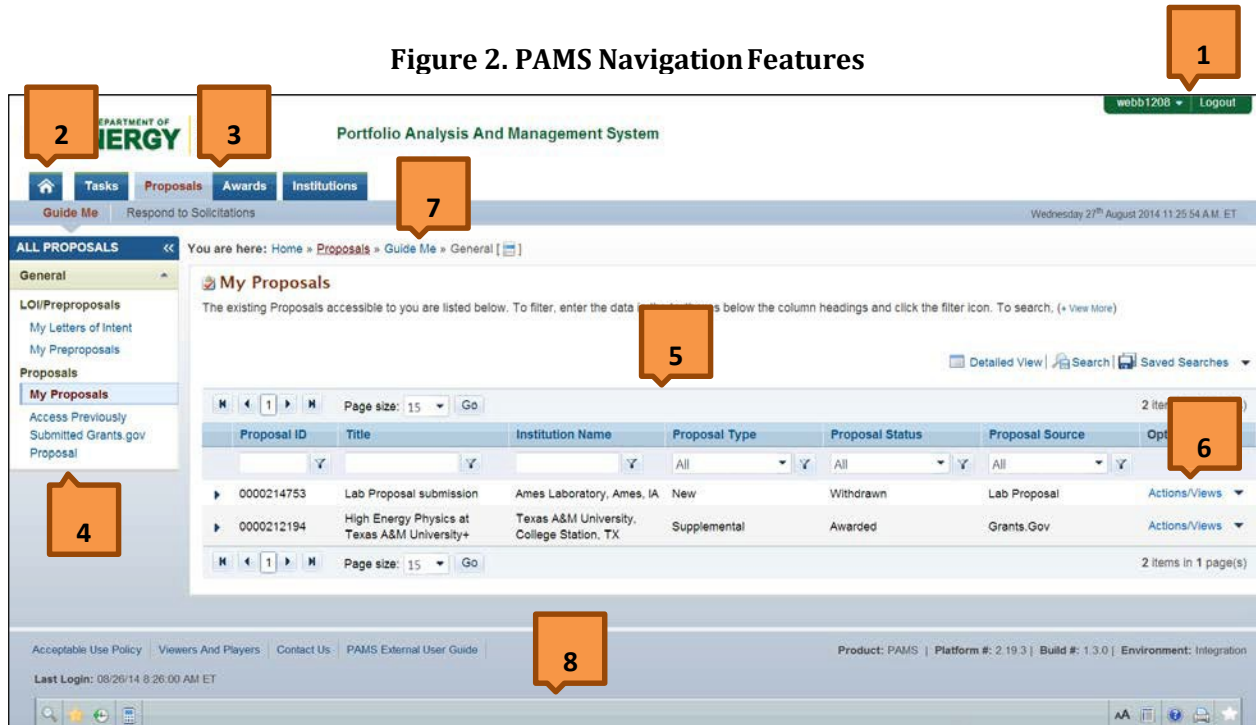 Figure 2. PAMS Navigation Features
1
webb1208 | Logout
2
EPARTMENT OF
NERGY
3
Portfolio Analysis And Management System
Tasks Proposals Awards Institutions
7
Guide Me | Respond to Solicitations
Wednesday 27th August 2014 11:25:54 A.M. ET
ALL PROPOSALS «
You are here: Home » Proposals » Guide Me » General [ ]
General
LOI/Preproposals
My Letters of Intent
My Preproposals
Proposals
My Proposals
Access Previously
Submitted Grants.gov
Proposal
4
My Proposals
The existing Proposals accessible to you are listed below. To filter, enter the data below the column headings and click the filter icon. To search, (+ View More)
5
Detailed View | Search | Saved Searches
1 Page size: 15 Go
2
Proposal ID Title Institution Name Proposal Type Proposal Status Proposal Source
6
All All All
0000214753 Lab Proposal submission Ames Laboratory, Ames, IA New Withdrawn Lab Proposal Actions/Views
0000212194 High Energy Physics at Texas A&M University+ Texas A&M University, College Station, TX Supplemental Awarded Grants.Gov Actions/Views
1 Page size: 15 Go
2 items in 1 page(s)
8
Acceptable Use Policy | Viewers And Players | Contact Us | PAMS External User Guide
Product: PAMS | Platform #: 2.19.3 | Build #: 1.3.0 | Environment: Integration
Last Login: 08/26/14 8:26:00 AM ET
AA